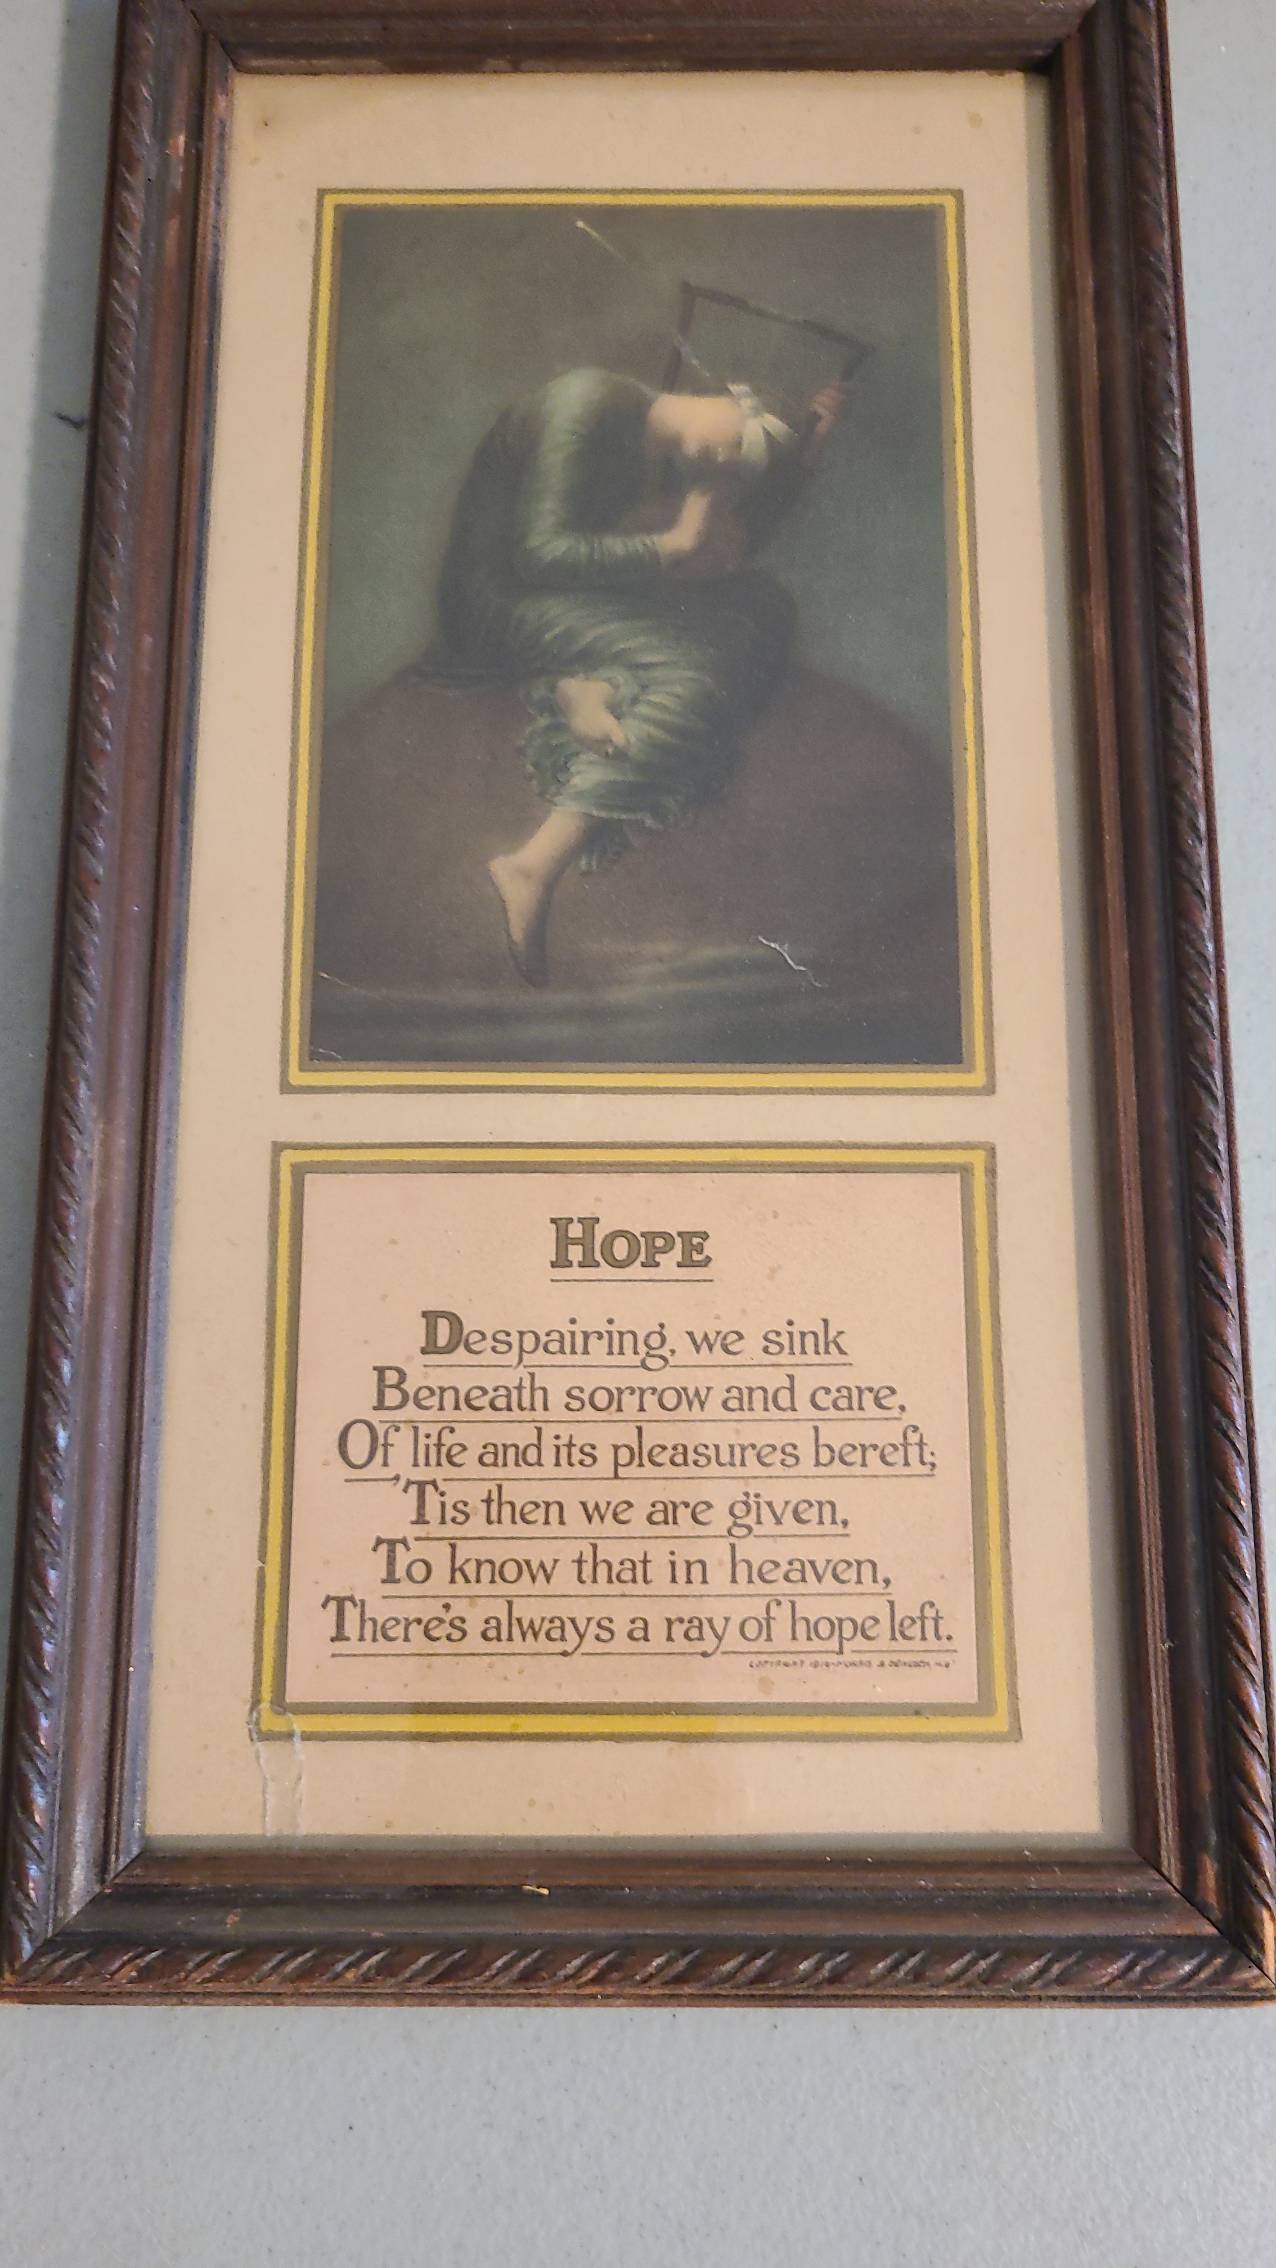 HOPE
Despairing, we sink
Beneath sorrow and care,
Of life and its pleasures bereft;
'Tis then we are given,
To know that in heaven,
There's always a ray of hope left.
COPYRIGHT